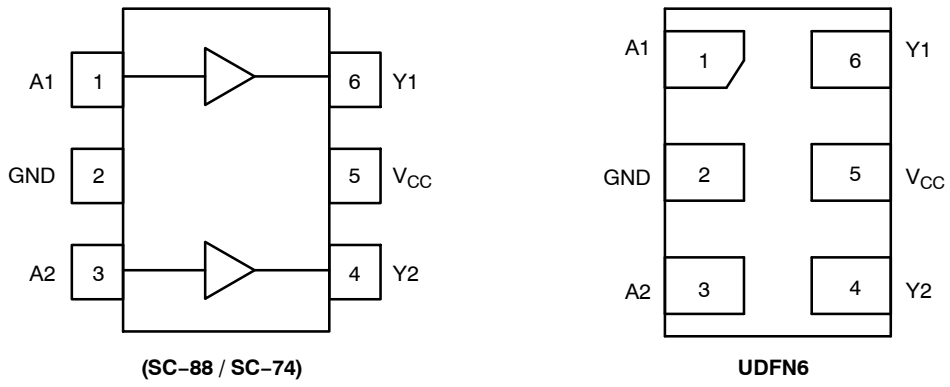 A1 1 6 Y1
GND 2 5 VCC
A2 3 4 Y2
(SC–88 / SC–74)
A1 1 6 Y1
GND 2 5 VCC
A2 3 4 Y2
UDFN6